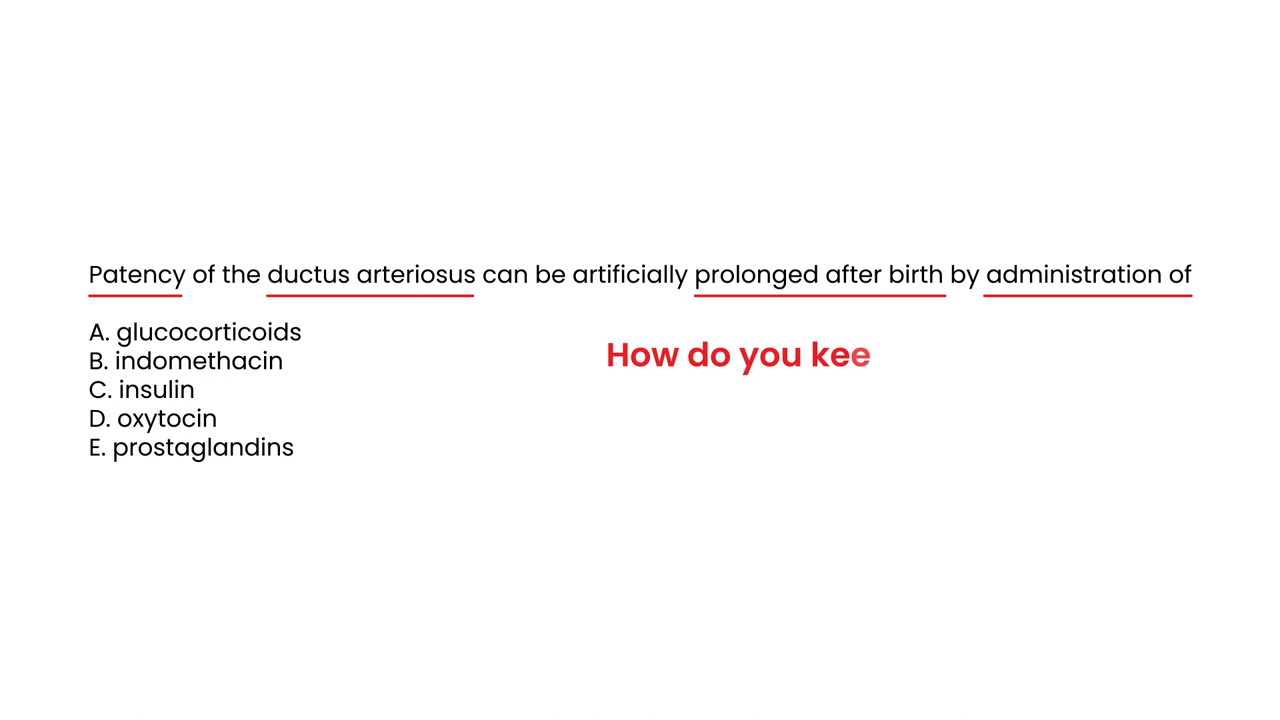 Patency of the ductus arteriosus can be artificially prolonged after birth by administration of
A. glucocorticoids
B. indomethacin
C. insulin
D. oxytocin
E. prostaglandins
How do you kee